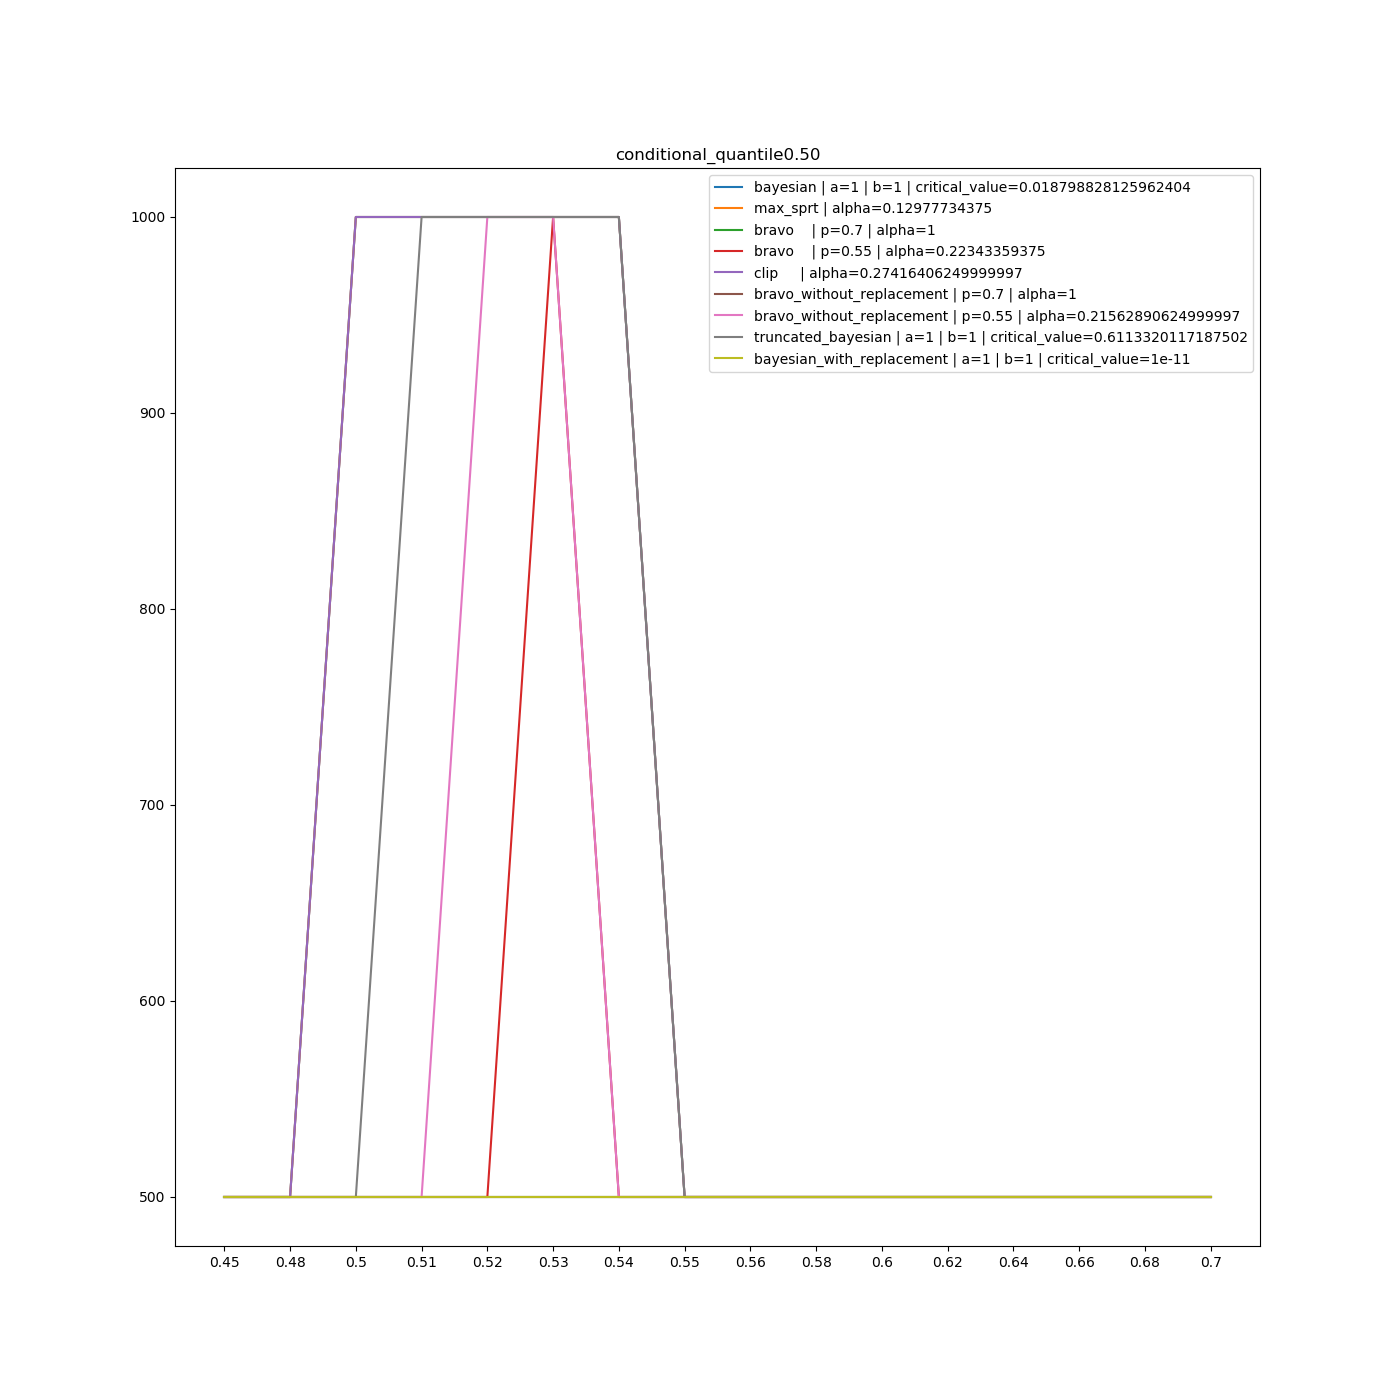 conditional_quantile0.50
bayesian | a=1 | b=1 | critical_value=0.018798828125962404
max_sprt | alpha=0.12977734375
bravo    | p=0.7 | alpha=1
bravo    | p=0.55 | alpha=0.22343359375
clip     | alpha=0.27416406249999997
bravo_without_replacement | p=0.7 | alpha=1
bravo_without_replacement | p=0.55 | alpha=0.21562890624999997
truncated_bayesian | a=1 | b=1 | critical_value=0.6113320117187502
bayesian_with_replacement | a=1 | b=1 | critical_value=1e-11
1000
900
800
700
600
500
0.45 0.48 0.5 0.51 0.52 0.53 0.54 0.55 0.56 0.58 0.6 0.62 0.64 0.66 0.68 0.7